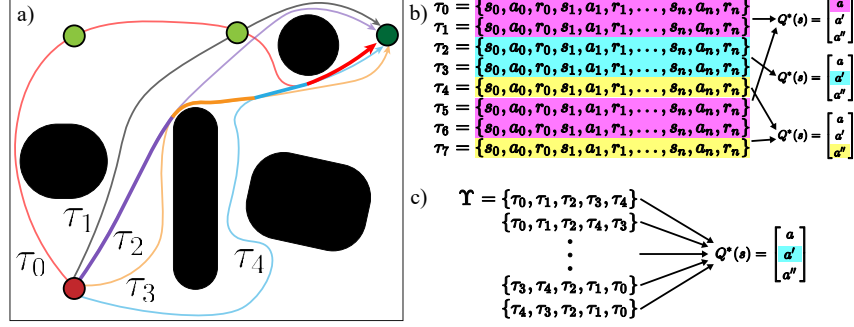 a)
τ₁
τ₂
τ₀
τ₃
τ₄
b)
τ₀ = {s₀, a₀, r₀, s₁, a₁, r₁, . . . , sₙ, aₙ, rₙ}
τ₁ = {s₀, a₀, r₀, s₁, a₁, r₁, . . . , sₙ, aₙ, rₙ}
τ₂ = {s₀, a₀, r₀, s₁, a₁, r₁, . . . , sₙ, aₙ, rₙ}
τ₃ = {s₀, a₀, r₀, s₁, a₁, r₁, . . . , sₙ, aₙ, rₙ}
τ₄ = {s₀, a₀, r₀, s₁, a₁, r₁, . . . , sₙ, aₙ, rₙ}
τ₅ = {s₀, a₀, r₀, s₁, a₁, r₁, . . . , sₙ, aₙ, rₙ}
τ₆ = {s₀, a₀, r₀, s₁, a₁, r₁, . . . , sₙ, aₙ, rₙ}
τ₇ = {s₀, a₀, r₀, s₁, a₁, r₁, . . . , sₙ, aₙ, rₙ}
a
Q*(s) = a′
a″
a
Q*(s) = a′
a″
a
Q*(s) = a′
a″
c)
Υ = {τ₀, τ₁, τ₂, τ₃, τ₄}
{τ₀, τ₁, τ₂, τ₄, τ₃}
{τ₃, τ₄, τ₂, τ₁, τ₀}
{τ₄, τ₃, τ₂, τ₁, τ₀}
a
Q*(s) = a′
a″